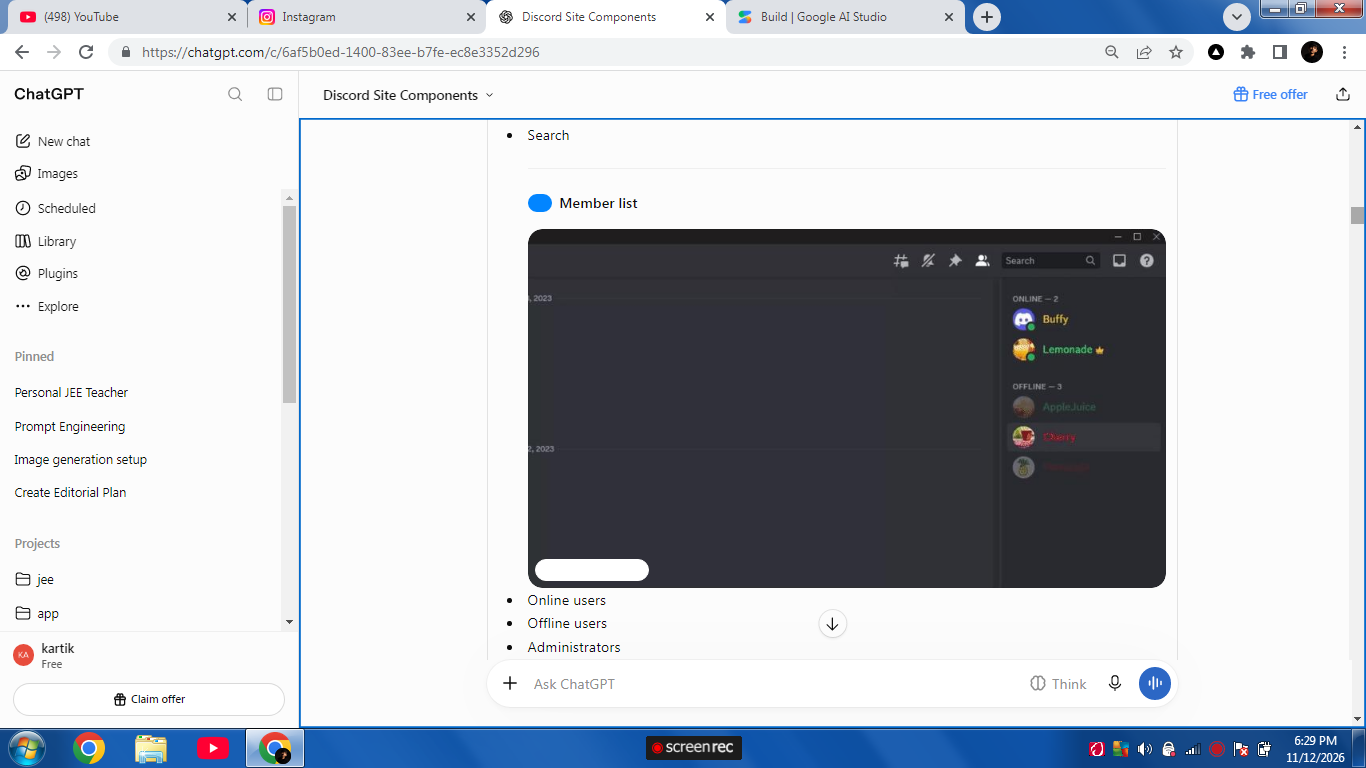 (498) YouTube
Instagram
Discord Site Components
Build | Google AI Studio
https://chatgpt.com/c/6af5b0ed-1400-83ee-b7fe-ec8e3352d296
ChatGPT
New chat
Images
Scheduled
Library
Plugins
Explore
Pinned
Personal JEE Teacher
Prompt Engineering
Image generation setup
Create Editorial Plan
Projects
jee
app
KA
kartik
Free
Claim offer
Discord Site Components
Free offer
Search
Member list
Search
, 2023
ONLINE — 2
Buffy
Lemonade
OFFLINE — 3
AppleJuice
Cherry
2, 2023
Online users
Offline users
Administrators
Ask ChatGPT
Think
screenrec
6:29 PM
11/12/2026